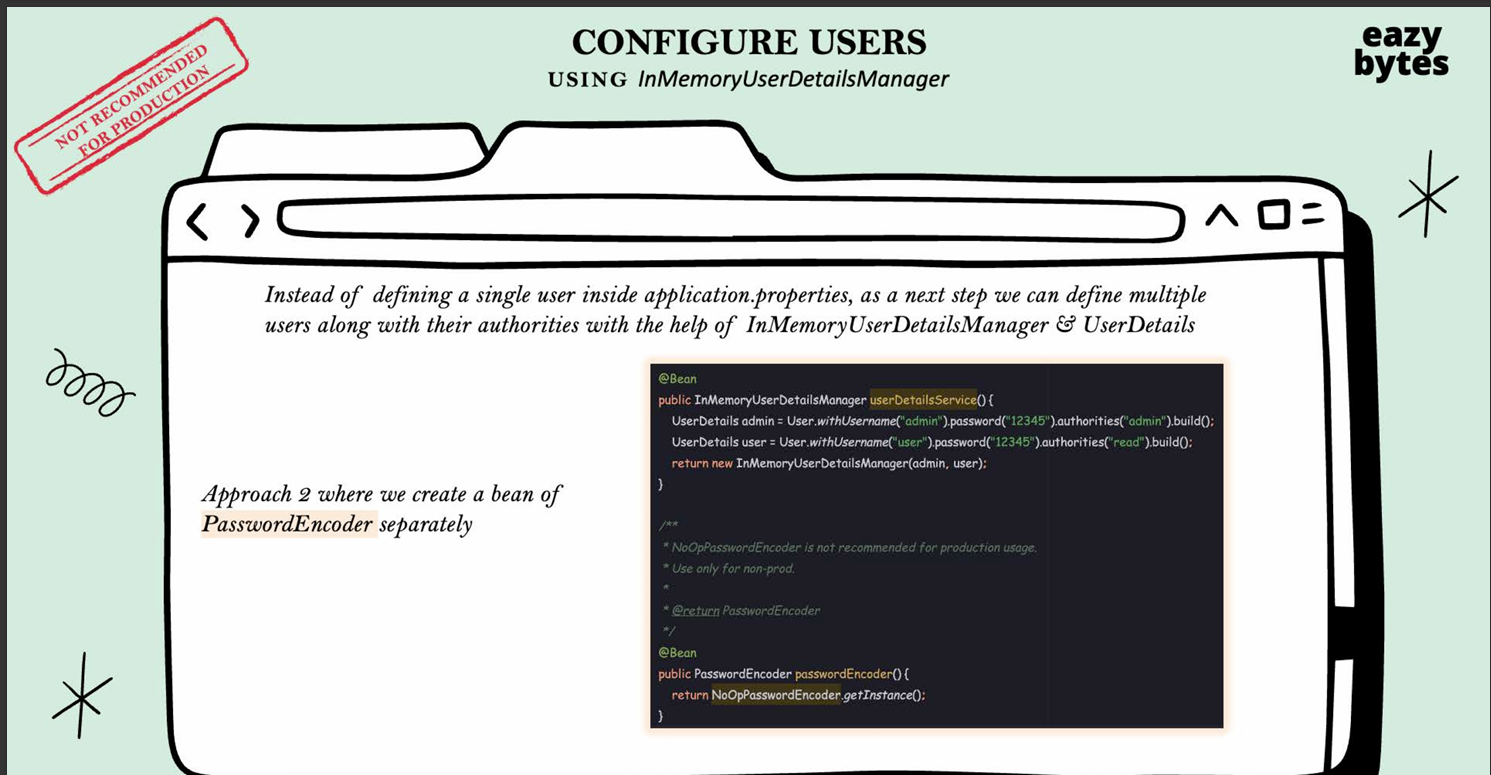 NOT RECOMMENDED
FOR PRODUCTION
CONFIGURE USERS
USING InMemoryUserDetailsManager
eazy
bytes
Instead of defining a single user inside application.properties, as a next step we can define multiple
users along with their authorities with the help of InMemoryUserDetailsManager & UserDetails
Approach 2 where we create a bean of
PasswordEncoder separately
@Bean
public InMemoryUserDetailsManager userDetailsService() {
UserDetails admin = User.withUsername("admin").password("12345").authorities("admin").build();
UserDetails user = User.withUsername("user").password("12345").authorities("read").build();
return new InMemoryUserDetailsManager(admin, user);
}
/**
* NoOpPasswordEncoder is not recommended for production usage.
* Use only for non-prod.
*
* @return PasswordEncoder
*/
@Bean
public PasswordEncoder passwordEncoder() {
return NoOpPasswordEncoder.getInstance();
}